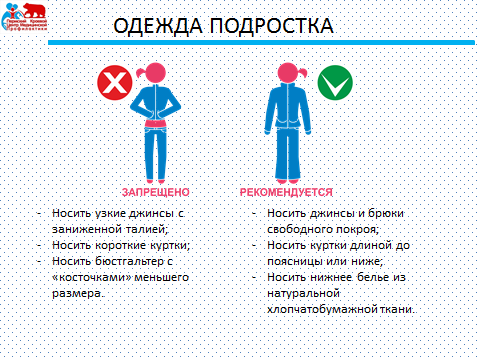 Пермский Краевой
Центр Медицинской
Профилактики
ОДЕЖДА ПОДРОСТКА
ЗАПРЕЩЕНО
- Носить узкие джинсы с
заниженной талией;
- Носить короткие куртки;
- Носить бюстгальтер с
«косточками» меньшего
размера.
РЕКОМЕНДУЕТСЯ
- Носить джинсы и брюки
свободного покроя;
- Носить куртки длиной до
поясницы или ниже;
- Носить нижнее белье из
натуральной
хлопчатобумажной ткани.